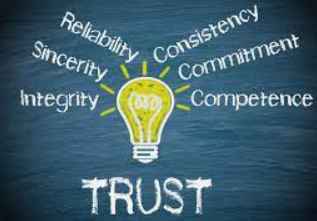 Reliability
Consistency
Sincerity
Commitment
Integrity
Competence
TRUST